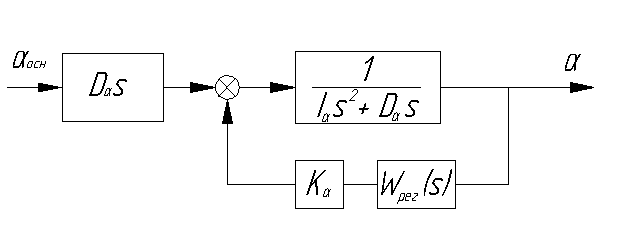 α_осн
D_α s
1
I_α s² + D_α s
α
K_α
W_рег (s)